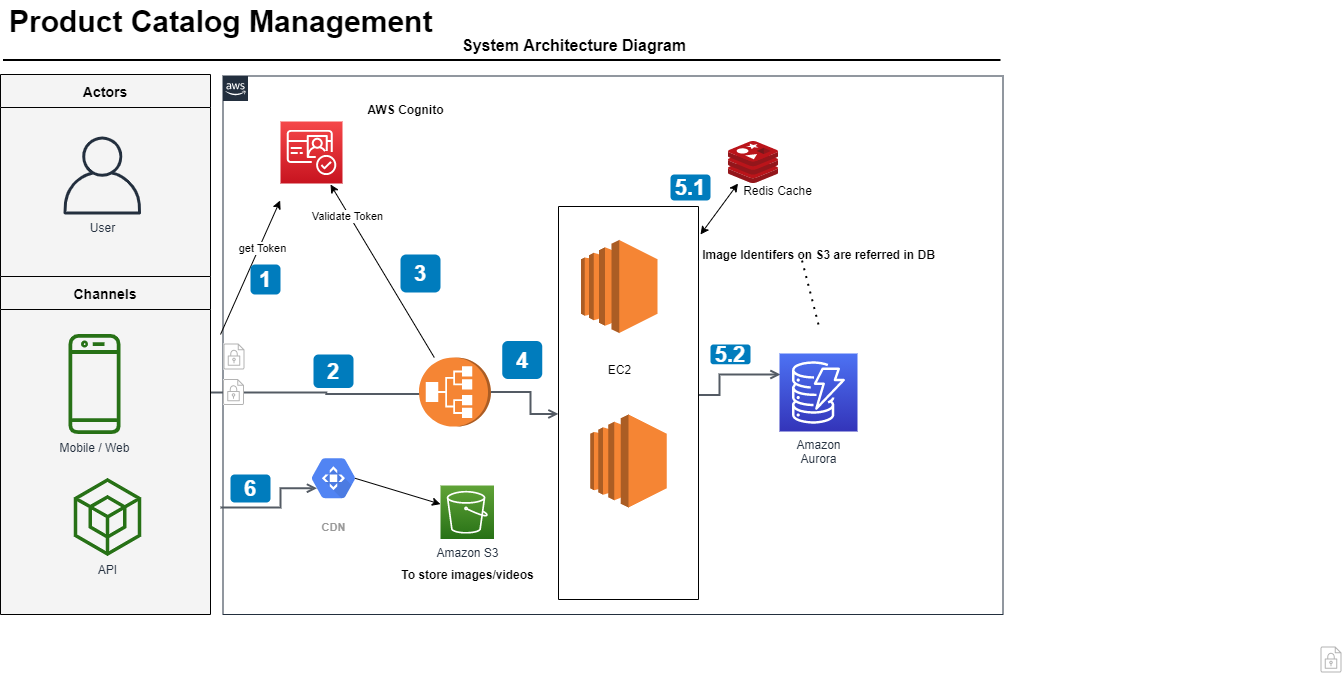 Product Catalog Management
System Architecture Diagram
Actors
User
Channels
Mobile / Web
API
aws
AWS Cognito
Validate Token
get Token
1
2
3
4
5.1
Redis Cache
Image Identifers on S3 are referred in DB
EC2
5.2
Amazon
Aurora
6
CDN
Amazon S3
To store images/videos